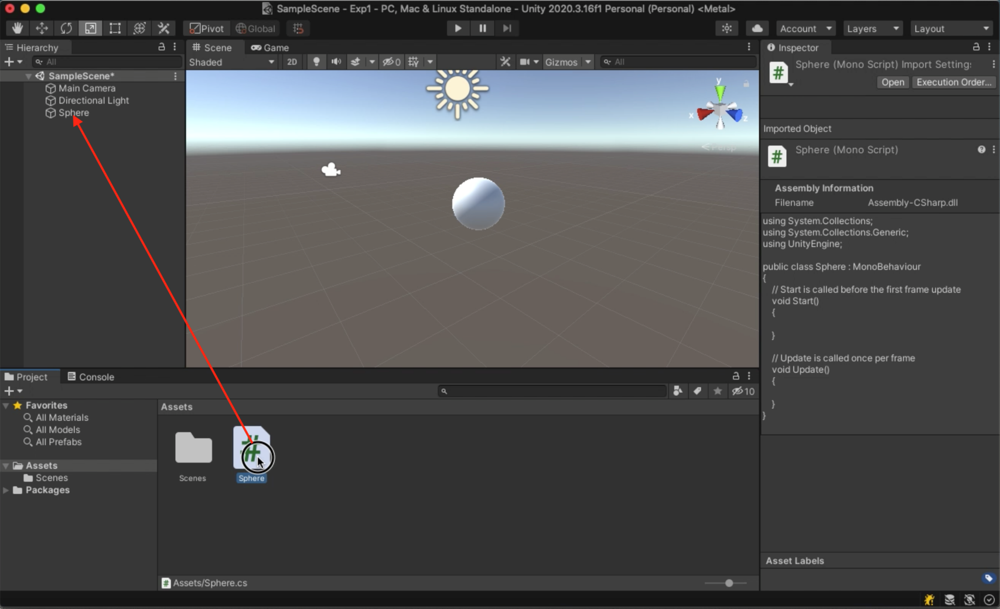 SampleScene - Exp1 - PC, Mac & Linux Standalone - Unity 2020.3.16f1 Personal (Personal) <Metal>
Pivot
Global
Account
Layers
Layout
Hierarchy
All
SampleScene*
Main Camera
Directional Light
Sphere
Scene
Game
Shaded
2D
0
Gizmos
All
y
x
z
Persp
Inspector
Sphere (Mono Script) Import Settings
Open
Execution Order...
Imported Object
Sphere (Mono Script)
Assembly Information
Filename
Assembly-CSharp.dll
using System.Collections;
using System.Collections.Generic;
using UnityEngine;
public class Sphere : MonoBehaviour
{
// Start is called before the first frame update
void Start()
{
}
// Update is called once per frame
void Update()
{
}
}
Project
Console
10
Favorites
All Materials
All Models
All Prefabs
Assets
Scenes
Packages
Assets
Scenes
Sphere
Assets/Sphere.cs
Asset Labels